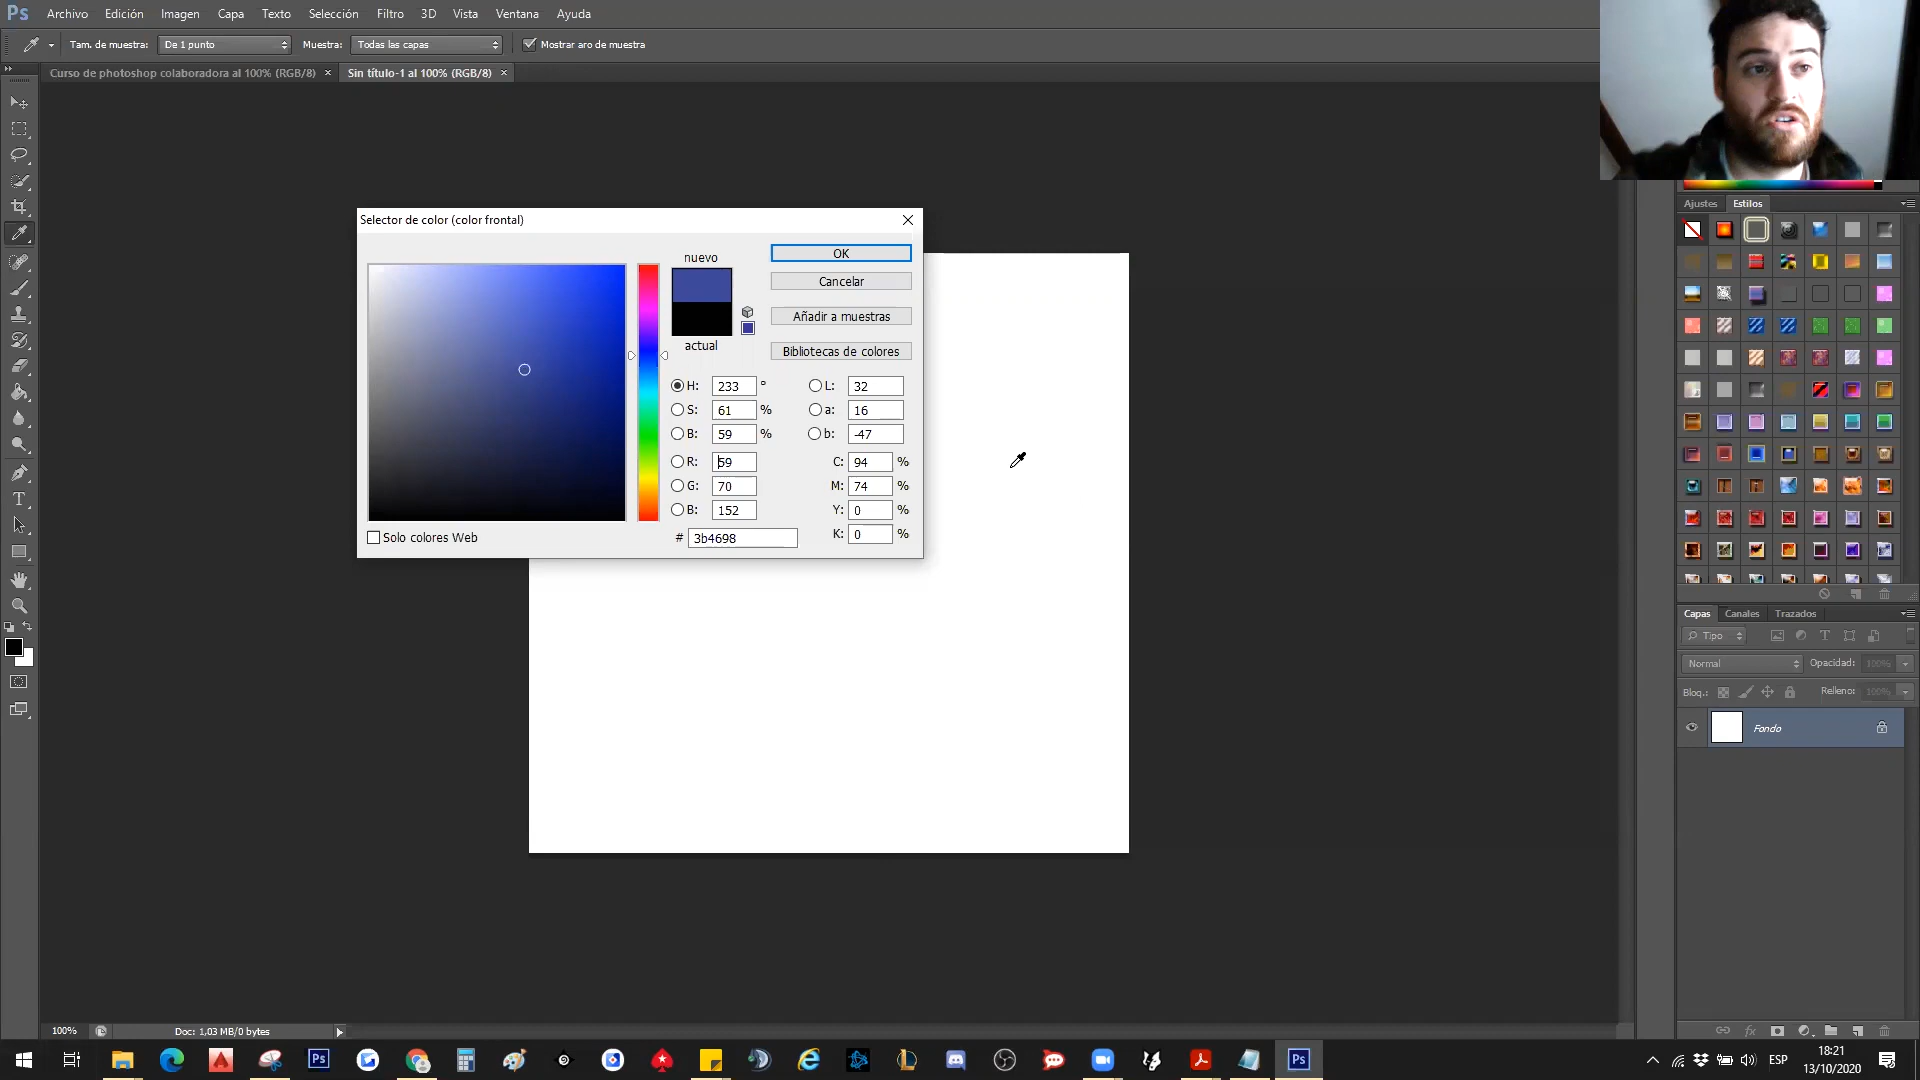 Ps Archivo Edición Imagen Capa Texto Selección Filtro 3D Vista Ventana Ayuda
Tam. de muestra: De 1 punto Muestra: Todas las capas Mostrar aro de muestra
Curso de photoshop colaboradora al 100% (RGB/8) × Sin título-1 al 100% (RGB/8) ×
Ajustes Estilos
Selector de color (color frontal)
nuevo
OK
Cancelar
Añadir a muestras
actual
Bibliotecas de colores
H: 233 ° L: 32
S: 61 % a: 16
B: 59 % b: -47
R: 59 C: 94 %
G: 70 M: 74 %
B: 152 Y: 0 %
Solo colores Web # 3b4698 K: 0 %
T
Capas Canales Trazados
Tipo T
Normal Opacidad: 100%
Bloq.: Relleno: 100%
Fondo
fx
100% Doc: 1,03 MB/0 bytes
Ps Ps ESP 18:21
13/10/2020